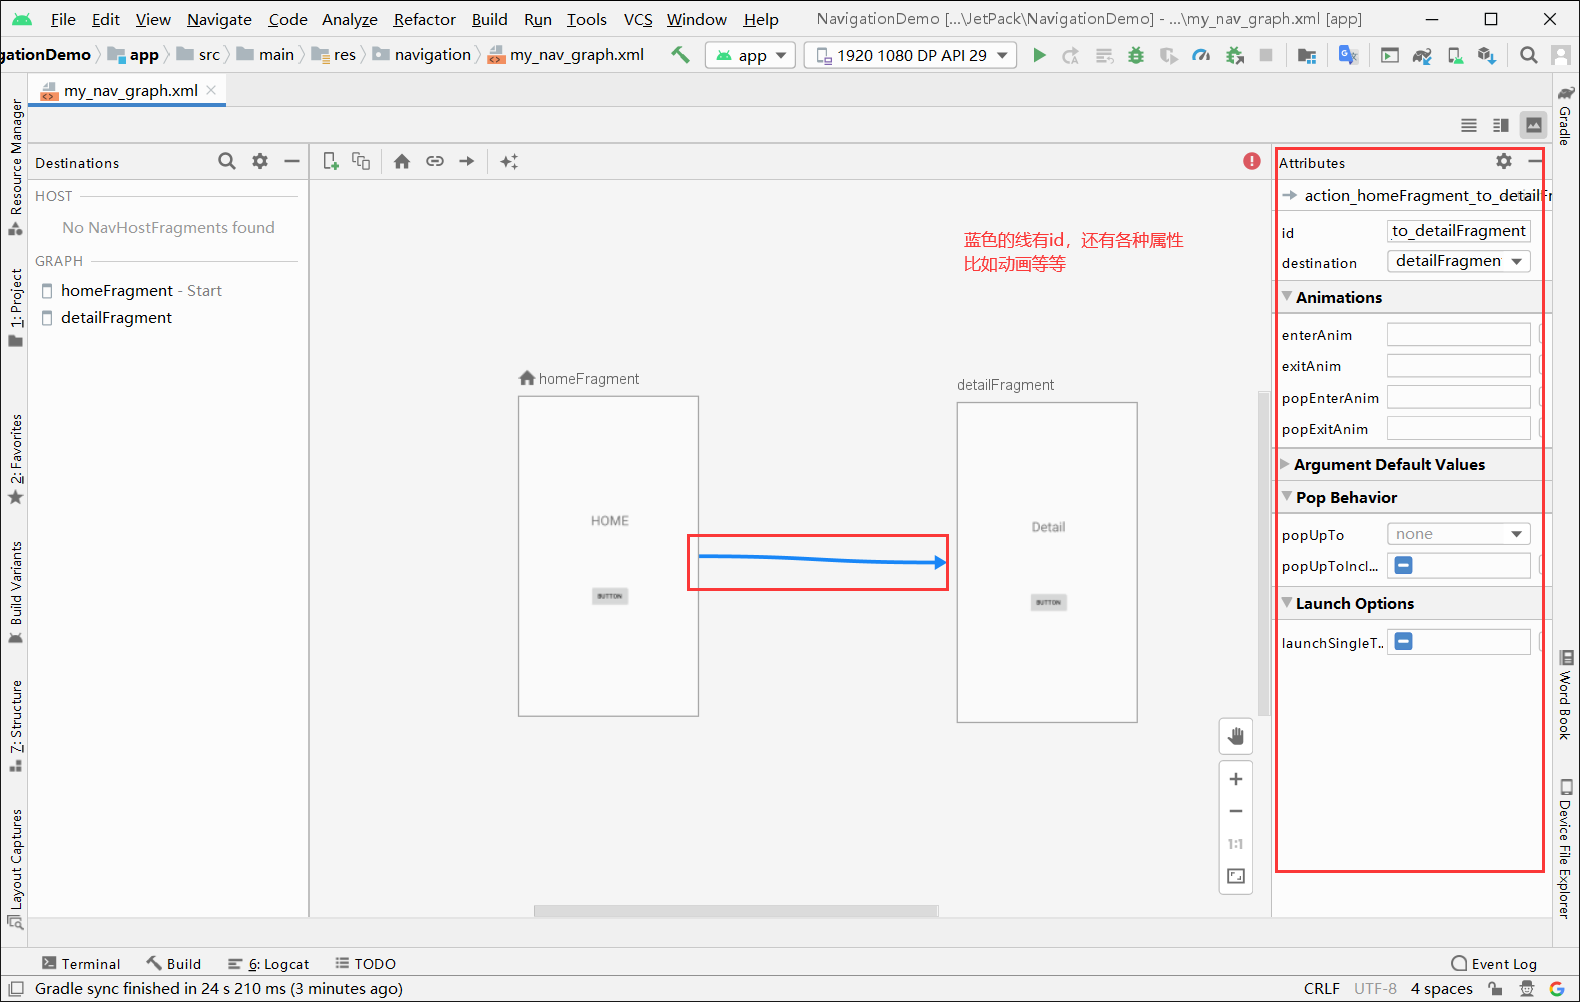 File Edit View Navigate Code Analyze Refactor Build Run Tools VCS Window Help NavigationDemo [...\JetPack\NavigationDemo] - ...\my_nav_graph.xml [app]
gationDemo app src main res navigation my_nav_graph.xml app 1920 1080 DP API 29
my_nav_graph.xml
Resource Manager
1: Project
2: Favorites
Build Variants
7: Structure
Layout Captures
Destinations
HOST
No NavHostFragments found
GRAPH
homeFragment - Start
detailFragment
蓝色的线有id，还有各种属性
比如动画等等
homeFragment
HOME
BUTTON
detailFragment
Detail
BUTTON
1:1
Attributes
action_homeFragment_to_detailFr
id to_detailFragment
destination detailFragmen
Animations
enterAnim
exitAnim
popEnterAnim
popExitAnim
Argument Default Values
Pop Behavior
popUpTo none
popUpToIncl...
Launch Options
launchSingleT..
Gradle
Word Book
Device File Explorer
Terminal Build 6: Logcat TODO Event Log
Gradle sync finished in 24 s 210 ms (3 minutes ago) CRLF UTF-8 4 spaces